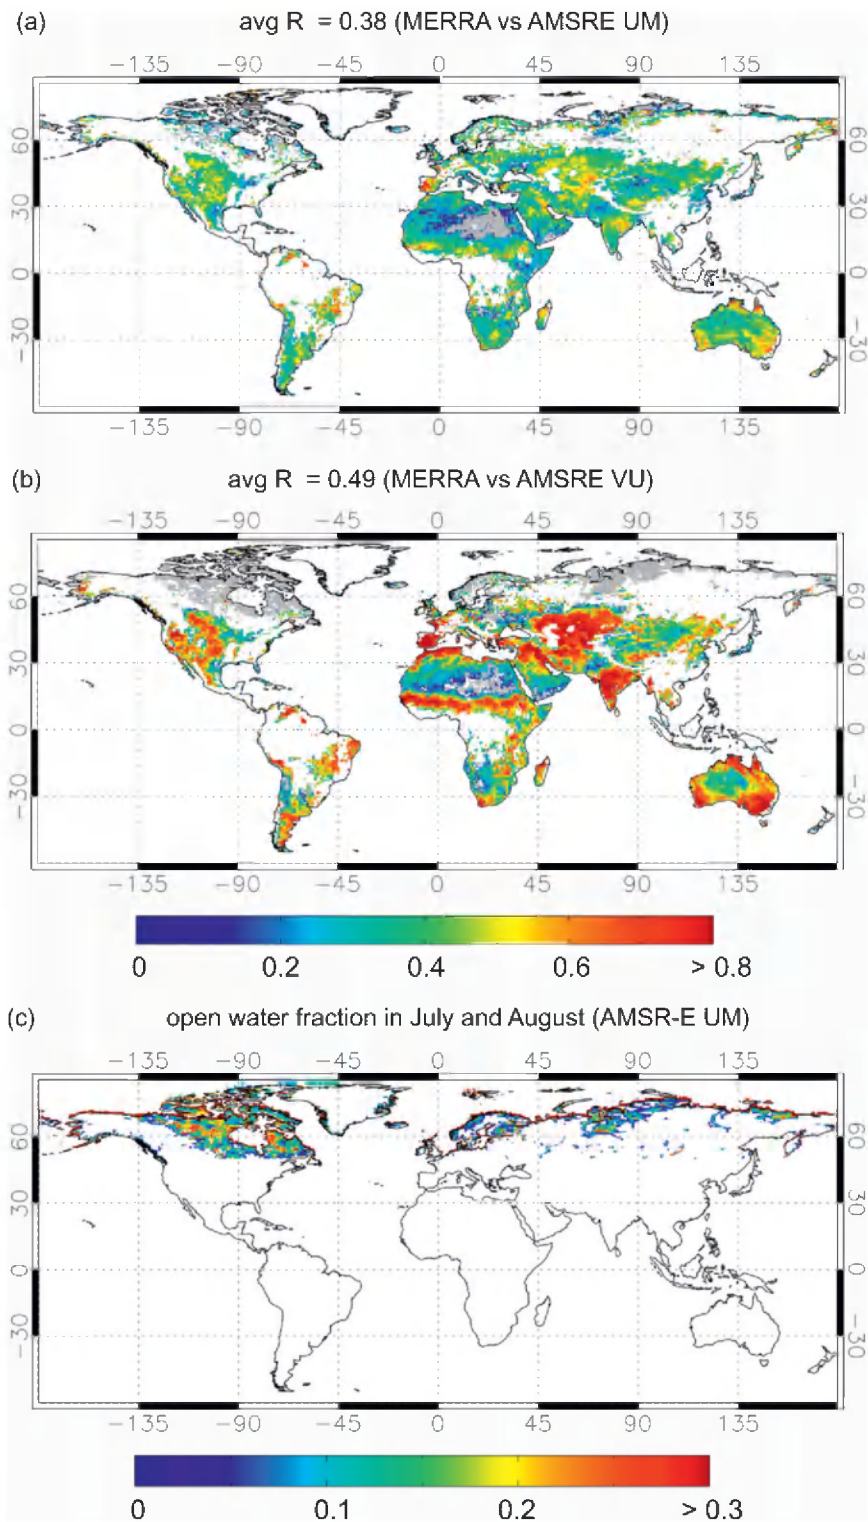 (a) avg R = 0.38 (MERRA vs AMSRE UM)
−135 −90 −45 0 45 90 135
60 60
30 30
0 0
−30 −30
−135 −90 −45 0 45 90 135
(b) avg R = 0.49 (MERRA vs AMSRE VU)
−135 −90 −45 0 45 90 135
60 60
30 30
0 0
−30 −30
−135 −90 −45 0 45 90 135
0 0.2 0.4 0.6 > 0.8
(c) open water fraction in July and August (AMSR-E UM)
−135 −90 −45 0 45 90 135
60 60
30 30
0 0
−30 −30
−135 −90 −45 0 45 90 135
0 0.1 0.2 > 0.3